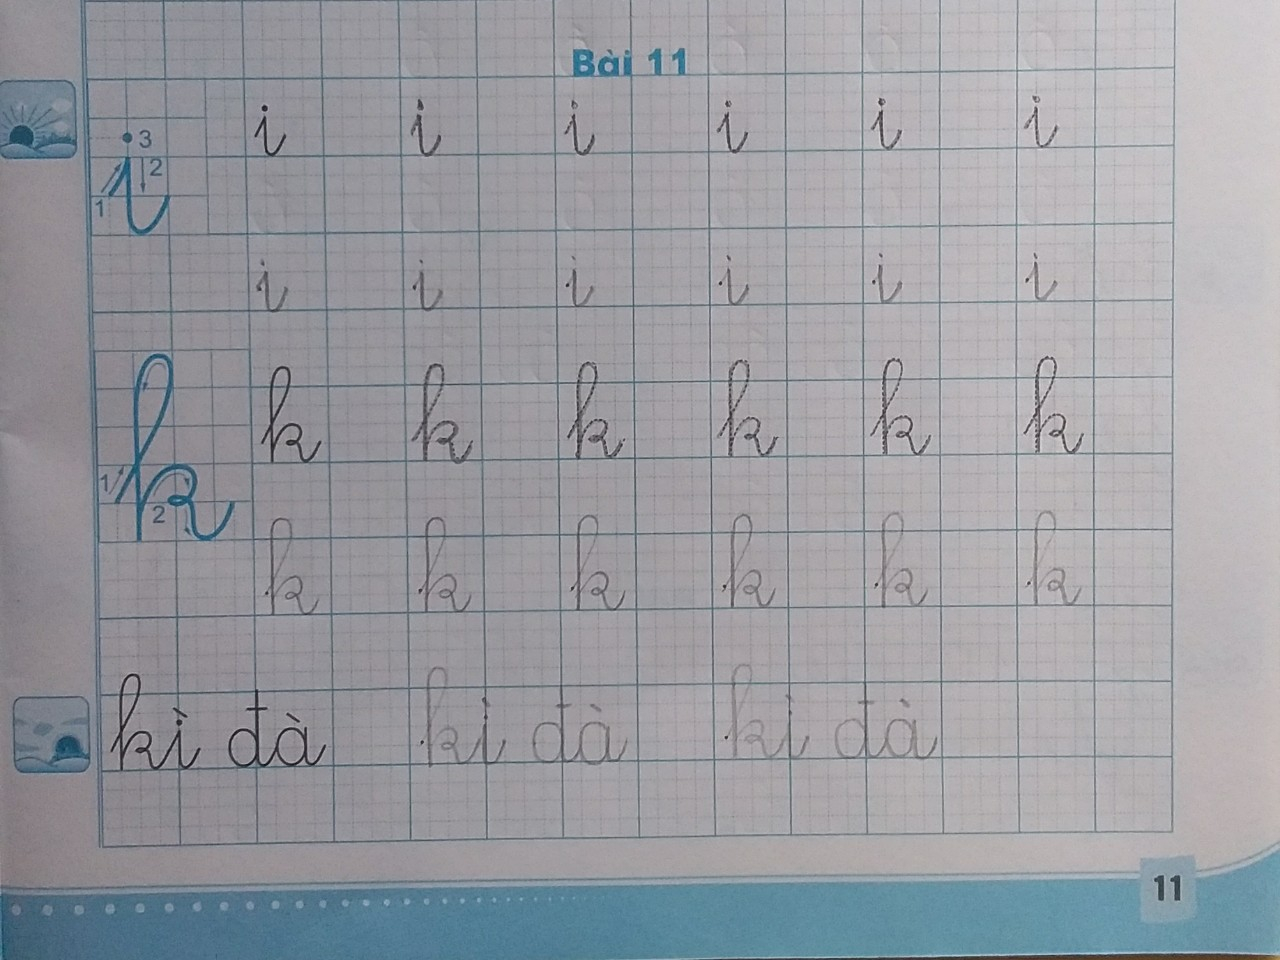 Bài 11
3
2
1
i i i i i i i
i i i i i i
1
2
k k k k k k k
k k k k k k
kì đà kì đà kì đà
11